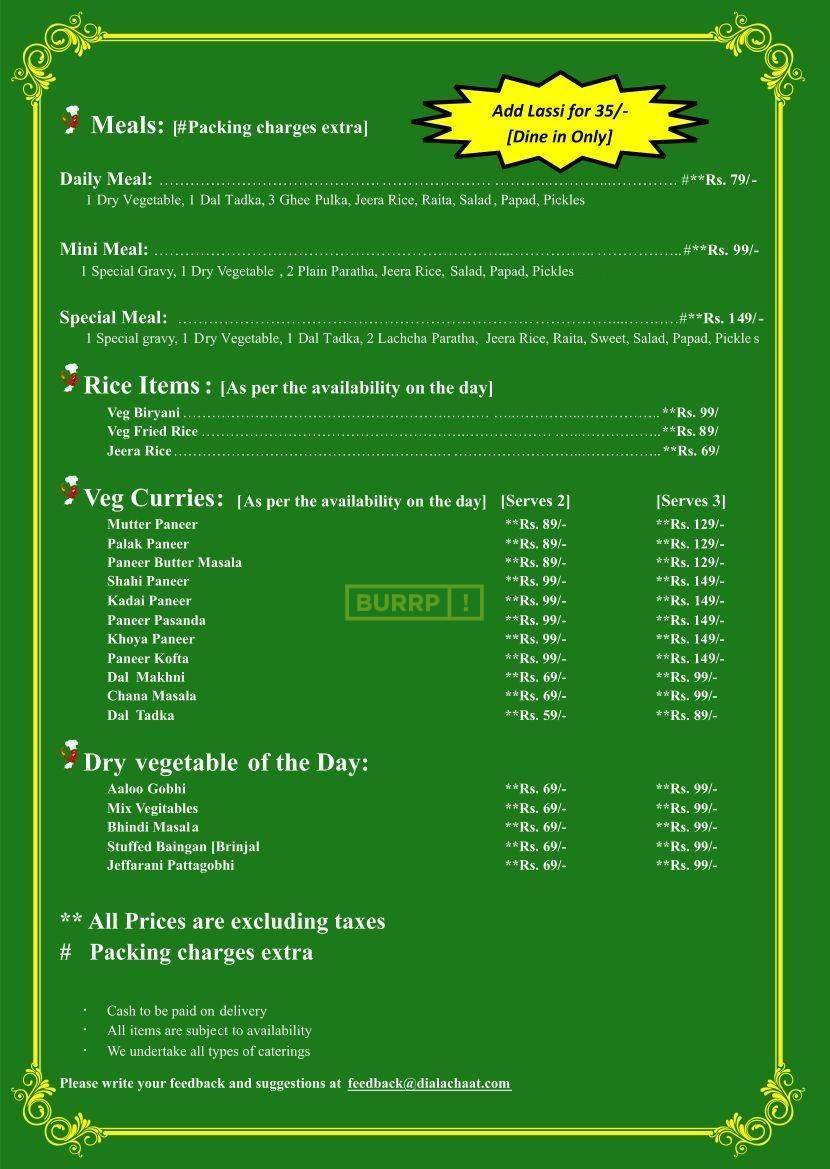 Add Lassi for 35/-
[Dine in Only]
Meals: [#Packing charges extra]
Daily Meal: ........................................................................ #**Rs. 79/-
1 Dry Vegetable, 1 Dal Tadka, 3 Ghee Pulka, Jeera Rice, Raita, Salad, Papad, Pickles
Mini Meal: ........................................................................ #**Rs. 99/-
1 Special Gravy, 1 Dry Vegetable , 2 Plain Paratha, Jeera Rice, Salad, Papad, Pickles
Special Meal: ........................................................................ #**Rs. 149/-
1 Special gravy, 1 Dry Vegetable, 1 Dal Tadka, 2 Lachcha Paratha, Jeera Rice, Raita, Sweet, Salad, Papad, Pickles
Rice Items : [As per the availability on the day]
Veg Biryani ........................................................................ **Rs. 99/
Veg Fried Rice ........................................................................ **Rs. 89/
Jeera Rice ........................................................................ **Rs. 69/
Veg Curries: [As per the availability on the day] [Serves 2] [Serves 3]
Mutter Paneer **Rs. 89/- **Rs. 129/-
Palak Paneer **Rs. 89/- **Rs. 129/-
Paneer Butter Masala **Rs. 89/- **Rs. 129/-
Shahi Paneer **Rs. 99/- **Rs. 149/-
Kadai Paneer **Rs. 99/- **Rs. 149/-
BURRP !
Paneer Pasanda **Rs. 99/- **Rs. 149/-
Khoya Paneer **Rs. 99/- **Rs. 149/-
Paneer Kofta **Rs. 99/- **Rs. 149/-
Dal Makhni **Rs. 69/- **Rs. 99/-
Chana Masala **Rs. 69/- **Rs. 99/-
Dal Tadka **Rs. 59/- **Rs. 89/-
Dry vegetable of the Day:
Aaloo Gobhi **Rs. 69/- **Rs. 99/-
Mix Vegitables **Rs. 69/- **Rs. 99/-
Bhindi Masala **Rs. 69/- **Rs. 99/-
Stuffed Baingan [Brinjal **Rs. 69/- **Rs. 99/-
Jeffarani Pattagobhi **Rs. 69/- **Rs. 99/-
** All Prices are excluding taxes
# Packing charges extra
· Cash to be paid on delivery
· All items are subject to availability
· We undertake all types of caterings
Please write your feedback and suggestions at feedback@dialachaat.com